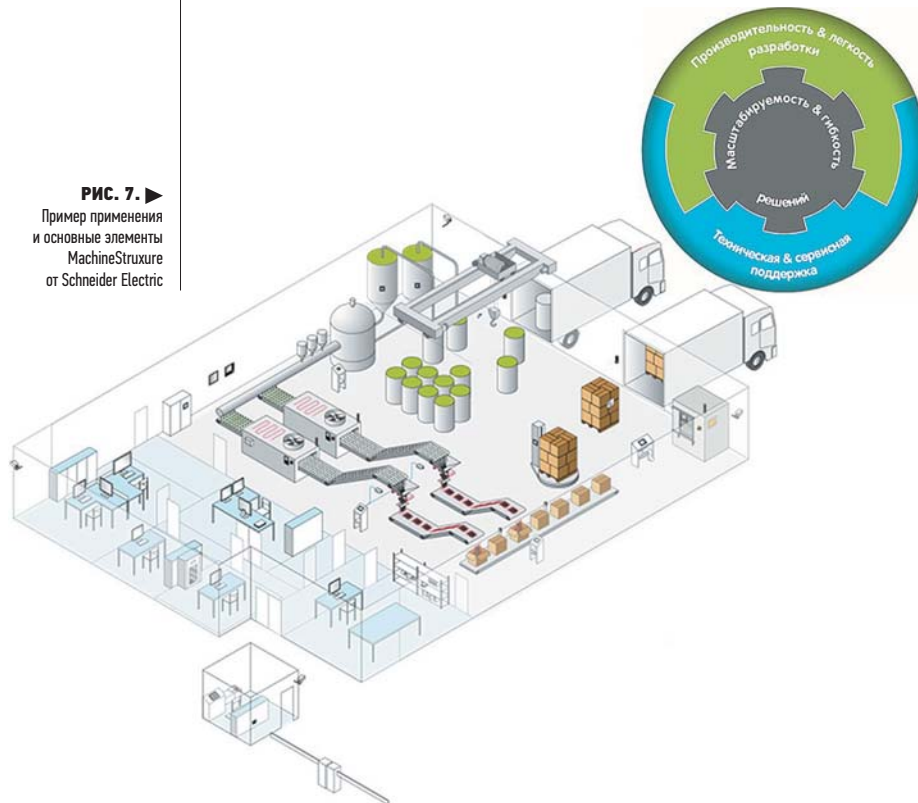 РИС. 7. ▶
Пример применения
и основные элементы
MachineStruxure
от Schneider Electric
Производительность & легкость
разработки
Масштабируемость & гибкость
решений
Техническая & сервисная
поддержка